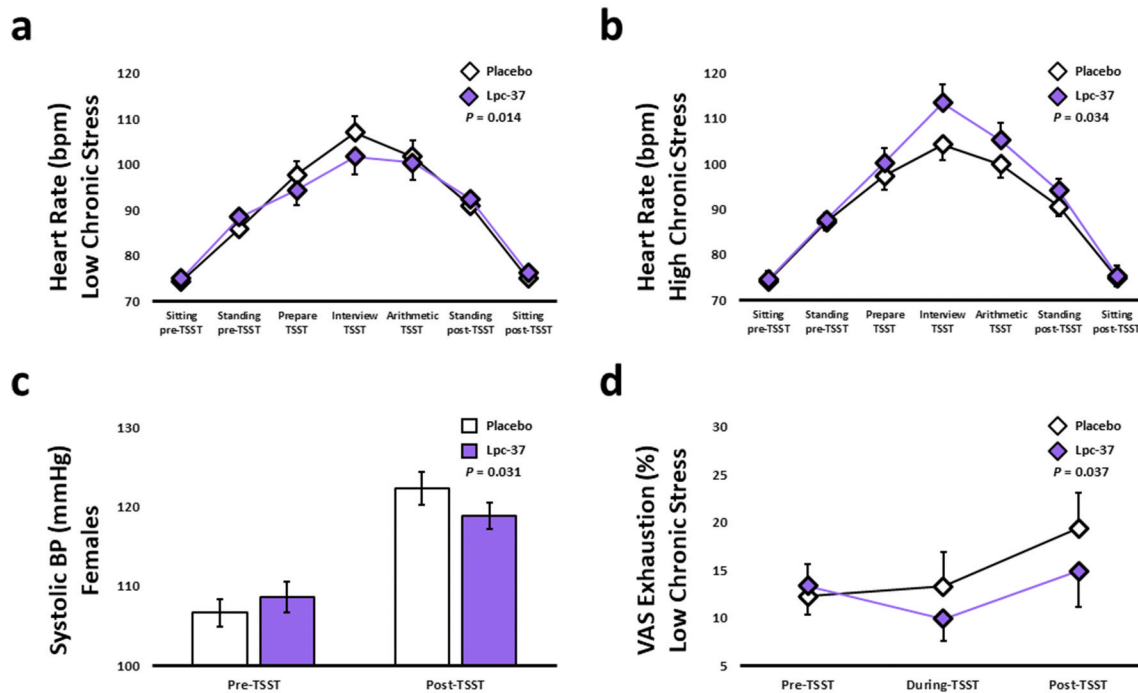 a
Heart Rate (bpm)
Low Chronic Stress
120
110
100
90
80
70
Placebo
Lpc-37
P = 0.014
Sitting
pre-TSST
Standing
pre-TSST
Prepare
TSST
Interview
TSST
Arithmetic
TSST
Standing
post-TSST
Sitting
post-TSST
b
Heart Rate (bpm)
High Chronic Stress
120
110
100
90
80
70
Placebo
Lpc-37
P = 0.034
Sitting
pre-TSST
Standing
pre-TSST
Prepare
TSST
Interview
TSST
Arithmetic
TSST
Standing
post-TSST
Sitting
post-TSST
c
Systolic BP (mmHg)
Females
130
120
110
100
Placebo
Lpc-37
P = 0.031
Pre-TSST
Post-TSST
d
VAS Exhaustion (%)
Low Chronic Stress
30
25
20
15
10
5
Placebo
Lpc-37
P = 0.037
Pre-TSST
During-TSST
Post-TSST